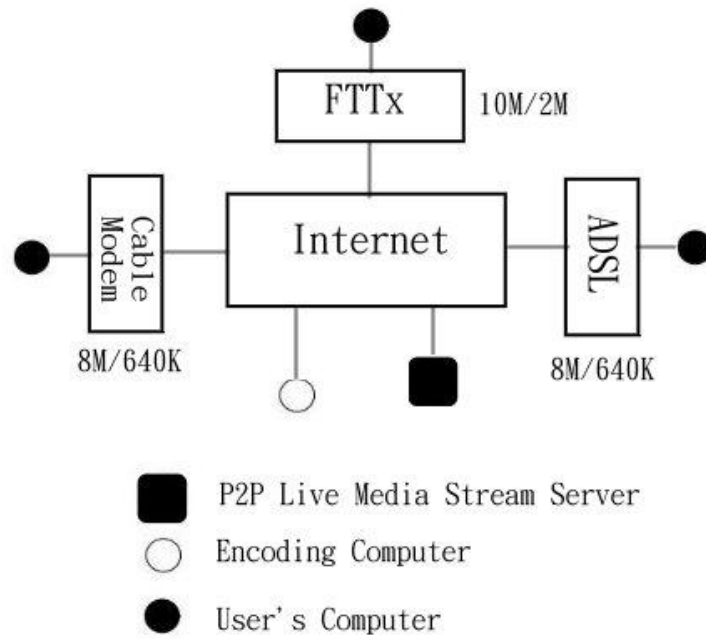 FTTx
10M/2M
Cable
Modem
Internet
ADSL
8M/640K
8M/640K
P2P Live Media Stream Server
Encoding Computer
User's Computer